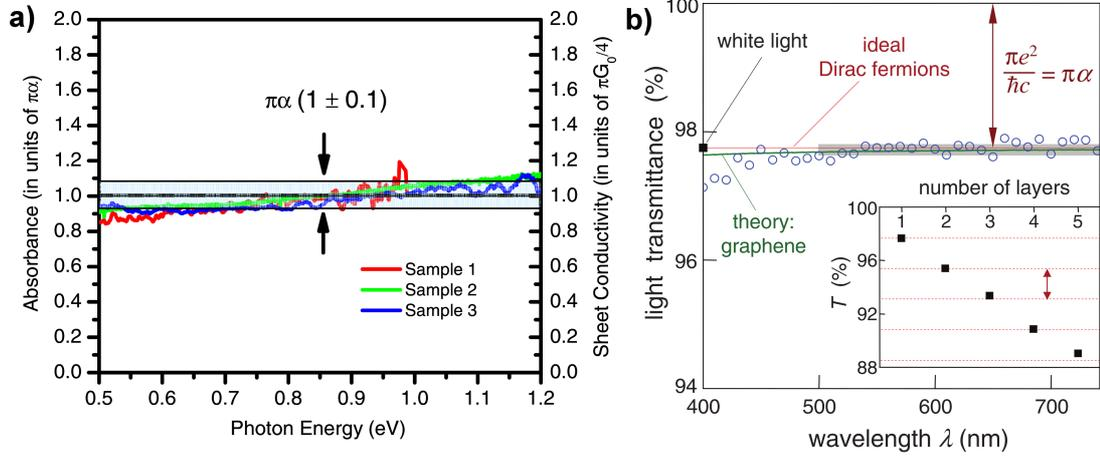 a)
Absorbance (in units of πα)
2.0
1.8
1.6
1.4
1.2
1.0
0.8
0.6
0.4
0.2
0.0
πα (1 ± 0.1)
Sample 1
Sample 2
Sample 3
0.5 0.6 0.7 0.8 0.9 1.0 1.1 1.2
Photon Energy (eV)
2.0
1.8
1.6
1.4
1.2
1.0
0.8
0.6
0.4
0.2
0.0
Sheet Conductivity (in units of πG₀/4)
b)
light transmittance (%)
100
98
96
94
white light
ideal
Dirac fermions
πe²/ħc = πα
theory:
graphene
number of layers
1 2 3 4 5
T (%)
100
96
92
88
400 500 600 700
wavelength λ (nm)